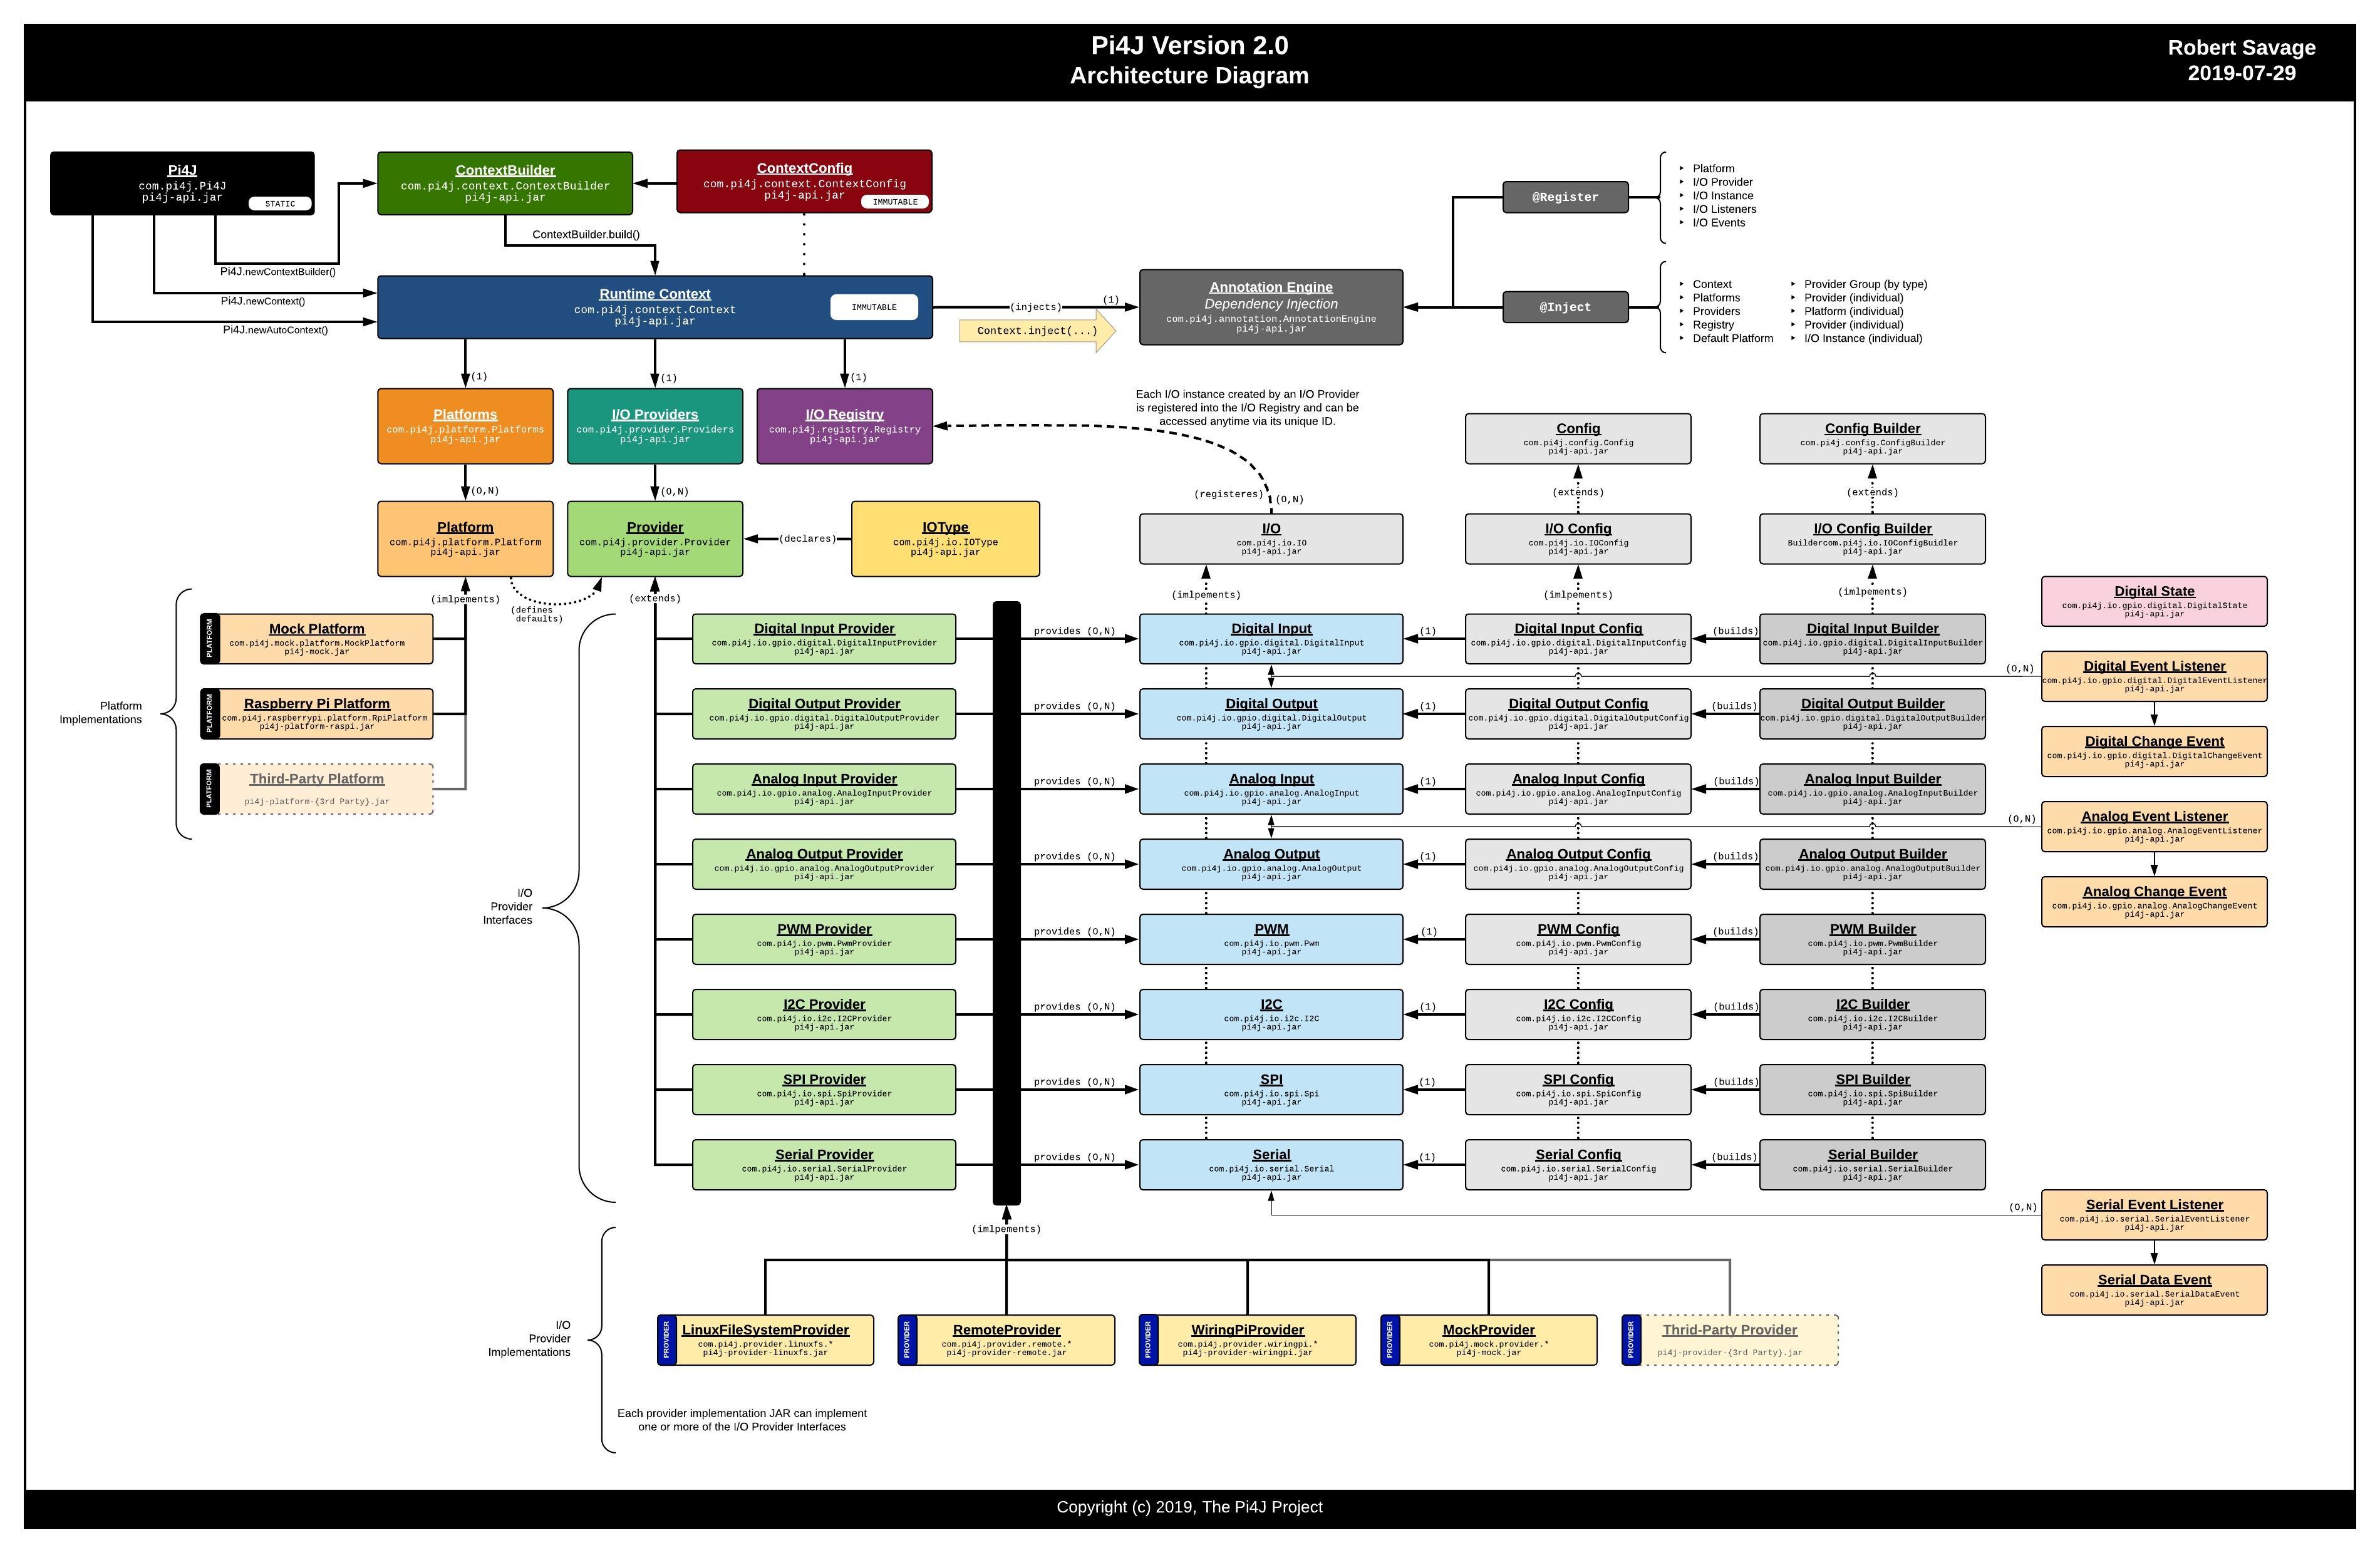 Pi4J Version 2.0
Architecture Diagram
Robert Savage
2019-07-29
Pi4J
com.pi4j.Pi4J
pi4j-api.jar
STATIC
ContextBuilder
com.pi4j.context.ContextBuilder
pi4j-api.jar
ContextConfig
com.pi4j.context.ContextConfig
pi4j-api.jar
IMMUTABLE
@Register
‣ Platform
‣ I/O Provider
‣ I/O Instance
‣ I/O Listeners
‣ I/O Events
ContextBuilder.build()
Pi4J.newContextBuilder()
Pi4J.newContext()
Pi4J.newAutoContext()
Runtime Context
com.pi4j.context.Context
pi4j-api.jar
IMMUTABLE
(injects)
(1)
Context.inject(...)
Annotation Engine
Dependency Injection
com.pi4j.annotation.AnnotationEngine
pi4j-api.jar
@Inject
‣ Context
‣ Platforms
‣ Providers
‣ Registry
‣ Default Platform
‣ Provider Group (by type)
‣ Provider (individual)
‣ Platform (individual)
‣ Provider (individual)
‣ I/O Instance (individual)
(1)
(1)
(1)
Platforms
com.pi4j.platform.Platforms
pi4j-api.jar
I/O Providers
com.pi4j.provider.Providers
pi4j-api.jar
I/O Registry
com.pi4j.registry.Registry
pi4j-api.jar
Each I/O instance created by an I/O Provider
is registered into the I/O Registry and can be
accessed anytime via its unique ID.
Config
com.pi4j.config.Config
pi4j-api.jar
Config Builder
com.pi4j.config.ConfigBuilder
pi4j-api.jar
(0,N)
(0,N)
(registeres)
(0,N)
(extends)
(extends)
Platform
com.pi4j.platform.Platform
pi4j-api.jar
Provider
com.pi4j.provider.Provider
pi4j-api.jar
(declares)
IOType
com.pi4j.io.IOType
pi4j-api.jar
I/O
com.pi4j.io.IO
pi4j-api.jar
I/O Config
com.pi4j.io.IOConfig
pi4j-api.jar
I/O Config Builder
Buildercom.pi4j.io.IOConfigBuidler
pi4j-api.jar
(imlpements)
(defines
defaults)
(extends)
(imlpements)
(imlpements)
(imlpements)
Platform
Implementations
PLATFORM
Mock Platform
com.pi4j.mock.platform.MockPlatform
pi4j-mock.jar
PLATFORM
Raspberry Pi Platform
com.pi4j.raspberrypi.platform.RpiPlatform
pi4j-platform-raspi.jar
PLATFORM
Third-Party Platform
pi4j-platform-{3rd Party}.jar
I/O
Provider
Interfaces
Digital Input Provider
com.pi4j.io.gpio.digital.DigitalInputProvider
pi4j-api.jar
provides (0,N)
Digital Input
com.pi4j.io.gpio.digital.DigitalInput
pi4j-api.jar
(1)
Digital Input Config
com.pi4j.io.gpio.digital.DigitalInputConfig
pi4j-api.jar
(builds)
Digital Input Builder
com.pi4j.io.gpio.digital.DigitalInputBuilder
pi4j-api.jar
Digital Output Provider
com.pi4j.io.gpio.digital.DigitalOutputProvider
pi4j-api.jar
provides (0,N)
Digital Output
com.pi4j.io.gpio.digital.DigitalOutput
pi4j-api.jar
(1)
Digital Output Config
com.pi4j.io.gpio.digital.DigitalOutputConfig
pi4j-api.jar
(builds)
Digital Output Builder
com.pi4j.io.gpio.digital.DigitalOutputBuilder
pi4j-api.jar
Analog Input Provider
com.pi4j.io.gpio.analog.AnalogInputProvider
pi4j-api.jar
provides (0,N)
Analog Input
com.pi4j.io.gpio.analog.AnalogInput
pi4j-api.jar
(1)
Analog Input Config
com.pi4j.io.gpio.analog.AnalogInputConfig
pi4j-api.jar
(builds)
Analog Input Builder
com.pi4j.io.gpio.analog.AnalogInputBuilder
pi4j-api.jar
Analog Output Provider
com.pi4j.io.gpio.analog.AnalogOutputProvider
pi4j-api.jar
provides (0,N)
Analog Output
com.pi4j.io.gpio.analog.AnalogOutput
pi4j-api.jar
(1)
Analog Output Config
com.pi4j.io.gpio.analog.AnalogOutputConfig
pi4j-api.jar
(builds)
Analog Output Builder
com.pi4j.io.gpio.analog.AnalogOutputBuilder
pi4j-api.jar
PWM Provider
com.pi4j.io.pwm.PwmProvider
pi4j-api.jar
provides (0,N)
PWM
com.pi4j.io.pwm.Pwm
pi4j-api.jar
(1)
PWM Config
com.pi4j.io.pwm.PwmConfig
pi4j-api.jar
(builds)
PWM Builder
com.pi4j.io.pwm.PwmBuilder
pi4j-api.jar
I2C Provider
com.pi4j.io.i2c.I2CProvider
pi4j-api.jar
provides (0,N)
I2C
com.pi4j.io.i2c.I2C
pi4j-api.jar
(1)
I2C Config
com.pi4j.io.i2c.I2CConfig
pi4j-api.jar
(builds)
I2C Builder
com.pi4j.io.i2c.I2CBuilder
pi4j-api.jar
SPI Provider
com.pi4j.io.spi.SpiProvider
pi4j-api.jar
provides (0,N)
SPI
com.pi4j.io.spi.Spi
pi4j-api.jar
(1)
SPI Config
com.pi4j.io.spi.SpiConfig
pi4j-api.jar
(builds)
SPI Builder
com.pi4j.io.spi.SpiBuilder
pi4j-api.jar
Serial Provider
com.pi4j.io.serial.SerialProvider
pi4j-api.jar
provides (0,N)
Serial
com.pi4j.io.serial.Serial
pi4j-api.jar
(1)
Serial Config
com.pi4j.io.serial.SerialConfig
pi4j-api.jar
(builds)
Serial Builder
com.pi4j.io.serial.SerialBuilder
pi4j-api.jar
Digital State
com.pi4j.io.gpio.digital.DigitalState
pi4j-api.jar
(0,N)
Digital Event Listener
com.pi4j.io.gpio.digital.DigitalEventListener
pi4j-api.jar
Digital Change Event
com.pi4j.io.gpio.digital.DigitalChangeEvent
pi4j-api.jar
(0,N)
Analog Event Listener
com.pi4j.io.gpio.analog.AnalogEventListener
pi4j-api.jar
Analog Change Event
com.pi4j.io.gpio.analog.AnalogChangeEvent
pi4j-api.jar
(0,N)
Serial Event Listener
com.pi4j.io.serial.SerialEventListener
pi4j-api.jar
Serial Data Event
com.pi4j.io.serial.SerialDataEvent
pi4j-api.jar
(imlpements)
I/O
Provider
Implementations
PROVIDER
LinuxFileSystemProvider
com.pi4j.provider.linuxfs.*
pi4j-provider-linuxfs.jar
PROVIDER
RemoteProvider
com.pi4j.provider.remote.*
pi4j-provider-remote.jar
PROVIDER
WiringPiProvider
com.pi4j.provider.wiringpi.*
pi4j-provider-wiringpi.jar
PROVIDER
MockProvider
com.pi4j.mock.provider.*
pi4j-mock.jar
PROVIDER
Thrid-Party Provider
pi4j-provider-{3rd Party}.jar
Each provider implementation JAR can implement
one or more of the I/O Provider Interfaces
Copyright (c) 2019, The Pi4J Project